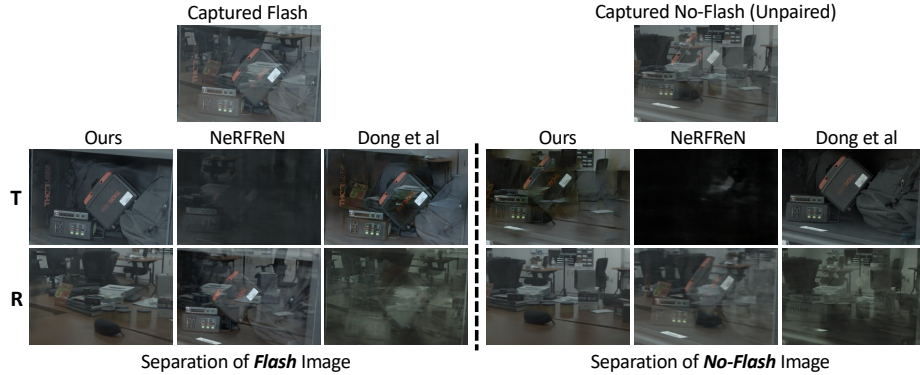 Captured Flash
Captured No-Flash (Unpaired)
Ours
NeRFReN
Dong et al
Ours
NeRFReN
Dong et al
T
THORLABS
R
Separation of Flash Image
Separation of No-Flash Image